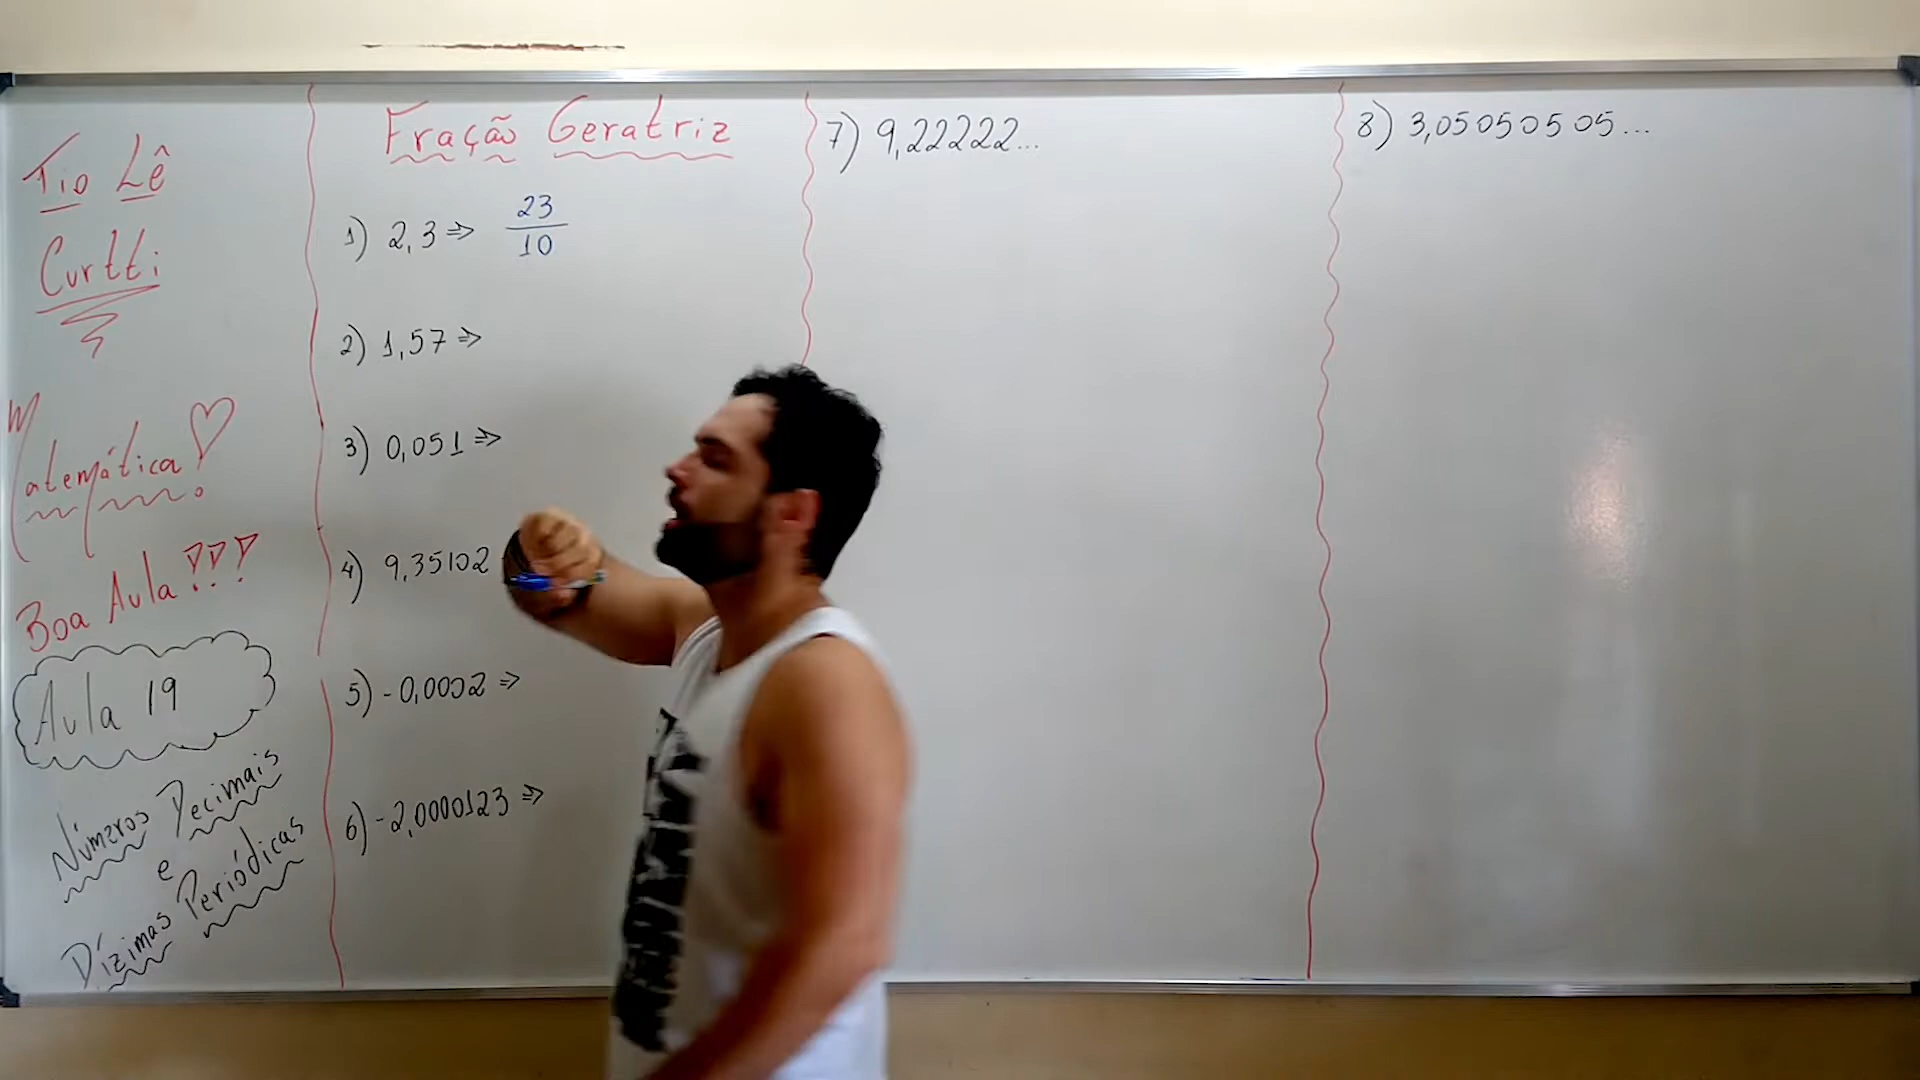 Tio Lê
Curtti
Matemática
Boa Aula!!!
Aula 19
Números Decimais
e
Dízimas Periódicas
Fração Geratriz
1) 2,3 ⇒ 23
10
2) 1,57 ⇒
3) 0,051 ⇒
4) 9,35102
5) -0,0002 ⇒
6) -2,0000123 ⇒
7) 9,22222...
8) 3,05050505...